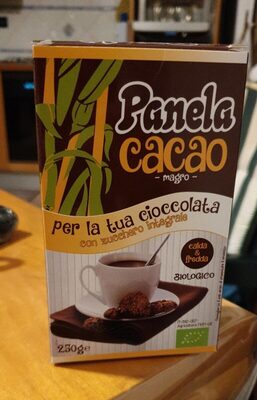 Panela
cacao
- magro -
per la tua cioccolata
con zucchero integrale
calda &
fredda
BIOLOGICO
250g e